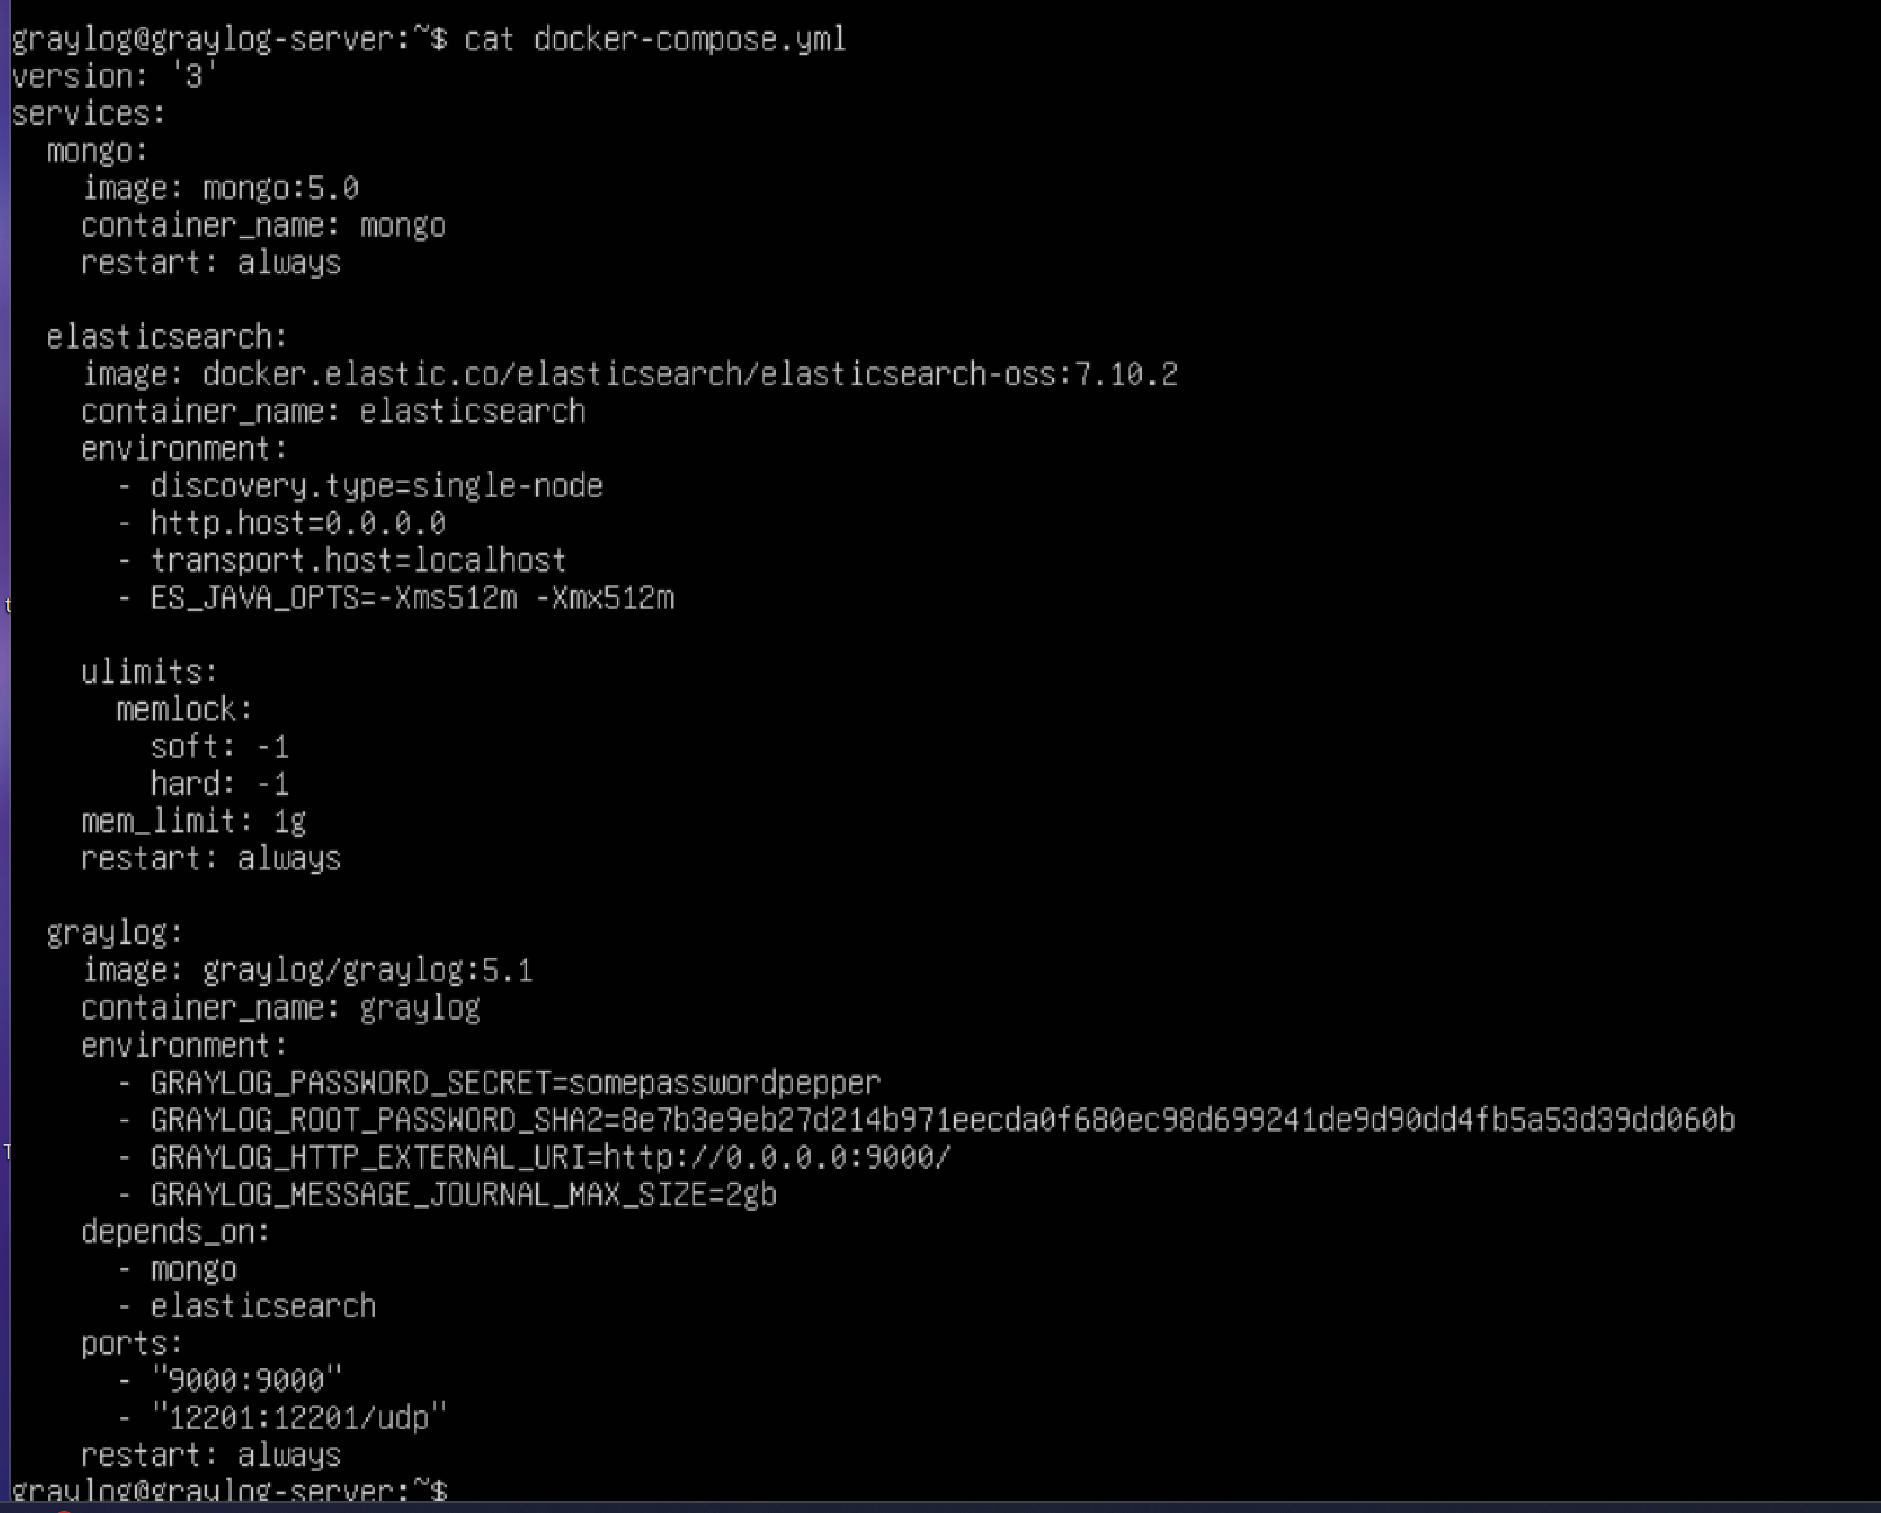 graylog@graylog-server:~$ cat docker-compose.yml
version: '3'
services:
  mongo:
    image: mongo:5.0
    container_name: mongo
    restart: always

  elasticsearch:
    image: docker.elastic.co/elasticsearch/elasticsearch-oss:7.10.2
    container_name: elasticsearch
    environment:
      - discovery.type=single-node
      - http.host=0.0.0.0
      - transport.host=localhost
      - ES_JAVA_OPTS=-Xms512m -Xmx512m

    ulimits:
      memlock:
        soft: -1
        hard: -1
    mem_limit: 1g
    restart: always

  graylog:
    image: graylog/graylog:5.1
    container_name: graylog
    environment:
      - GRAYLOG_PASSWORD_SECRET=somepasswordpepper
      - GRAYLOG_ROOT_PASSWORD_SHA2=8e7b3e9eb27d214b971eecda0f680ec98d699241de9d90dd4fb5a53d39dd060b
      - GRAYLOG_HTTP_EXTERNAL_URI=http://0.0.0.0:9000/
      - GRAYLOG_MESSAGE_JOURNAL_MAX_SIZE=2gb
    depends_on:
      - mongo
      - elasticsearch
    ports:
      - "9000:9000"
      - "12201:12201/udp"
    restart: always
graylog@graylog-server:~$